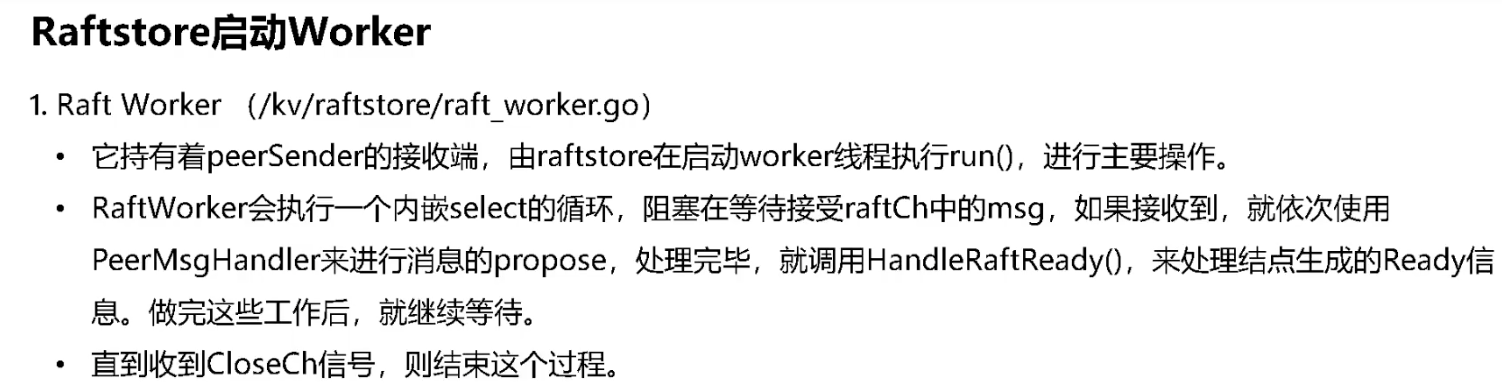 Raftstore启动Worker
1. Raft Worker （/kv/raftstore/raft_worker.go）
• 它持有着peerSender的接收端，由raftstore在启动worker线程执行run()，进行主要操作。
• RaftWorker会执行一个内嵌select的循环，阻塞在等待接受raftCh中的msg，如果接收到，就依次使用
PeerMsgHandler来进行消息的propose，处理完毕，就调用HandleRaftReady()，来处理结点生成的Ready信
息。做完这些工作后，就继续等待。
• 直到收到CloseCh信号，则结束这个过程。